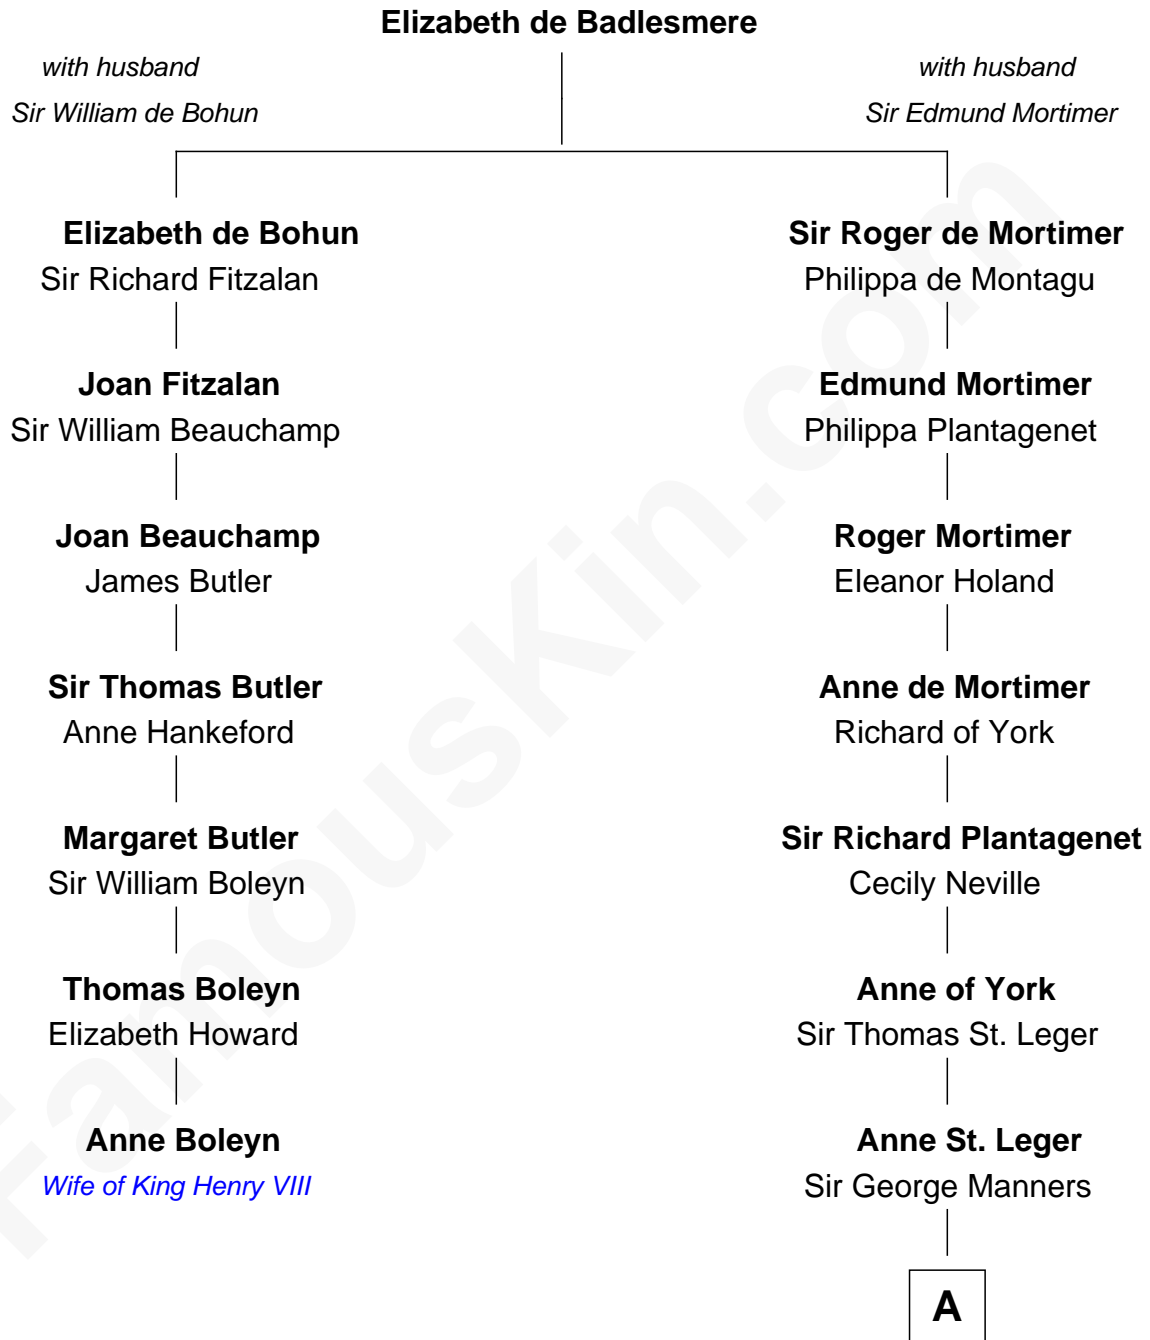 Elizabeth de Badlesmere
with husband
Sir William de Bohun
with husband
Sir Edmund Mortimer
Elizabeth de Bohun
Sir Richard Fitzalan
Joan Fitzalan
Sir William Beauchamp
Joan Beauchamp
James Butler
Sir Thomas Butler
Anne Hankeford
Margaret Butler
Sir William Boleyn
Thomas Boleyn
Elizabeth Howard
Anne Boleyn
Wife of King Henry VIII
Sir Roger de Mortimer
Philippa de Montagu
Edmund Mortimer
Philippa Plantagenet
Roger Mortimer
Eleanor Holand
Anne de Mortimer
Richard of York
Sir Richard Plantagenet
Cecily Neville
Anne of York
Sir Thomas St. Leger
Anne St. Leger
Sir George Manners
A
FamousKin.com